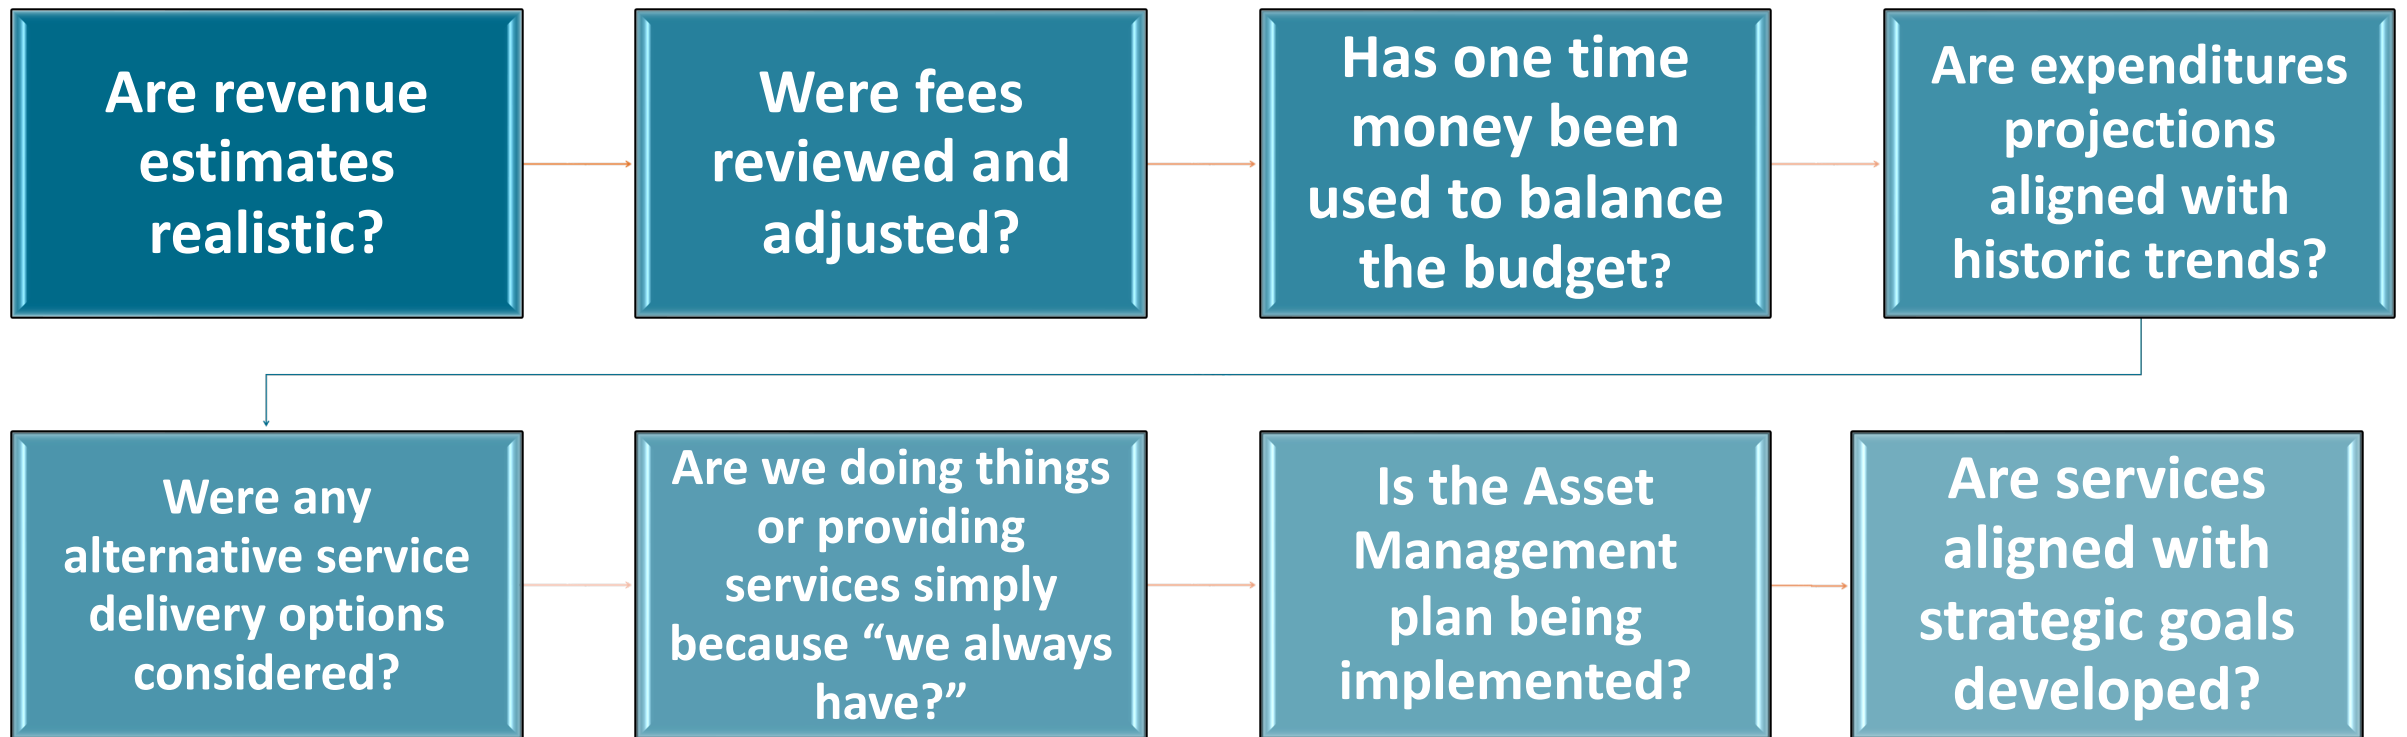 Are revenue
estimates
realistic?
Were fees
reviewed and
adjusted?
Has one time
money been
used to balance
the budget?
Are expenditures
projections
aligned with
historic trends?
Were any
alternative service
delivery options
considered?
Are we doing things
or providing
services simply
because “we always
have?”
Is the Asset
Management
plan being
implemented?
Are services
aligned with
strategic goals
developed?